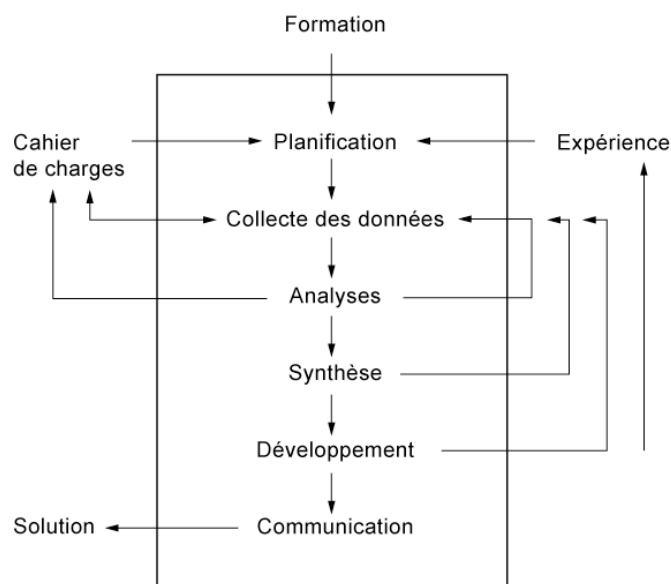 Formation
Cahier
de charges
Planification
Expérience
Collecte des données
Analyses
Synthèse
Développement
Solution
Communication